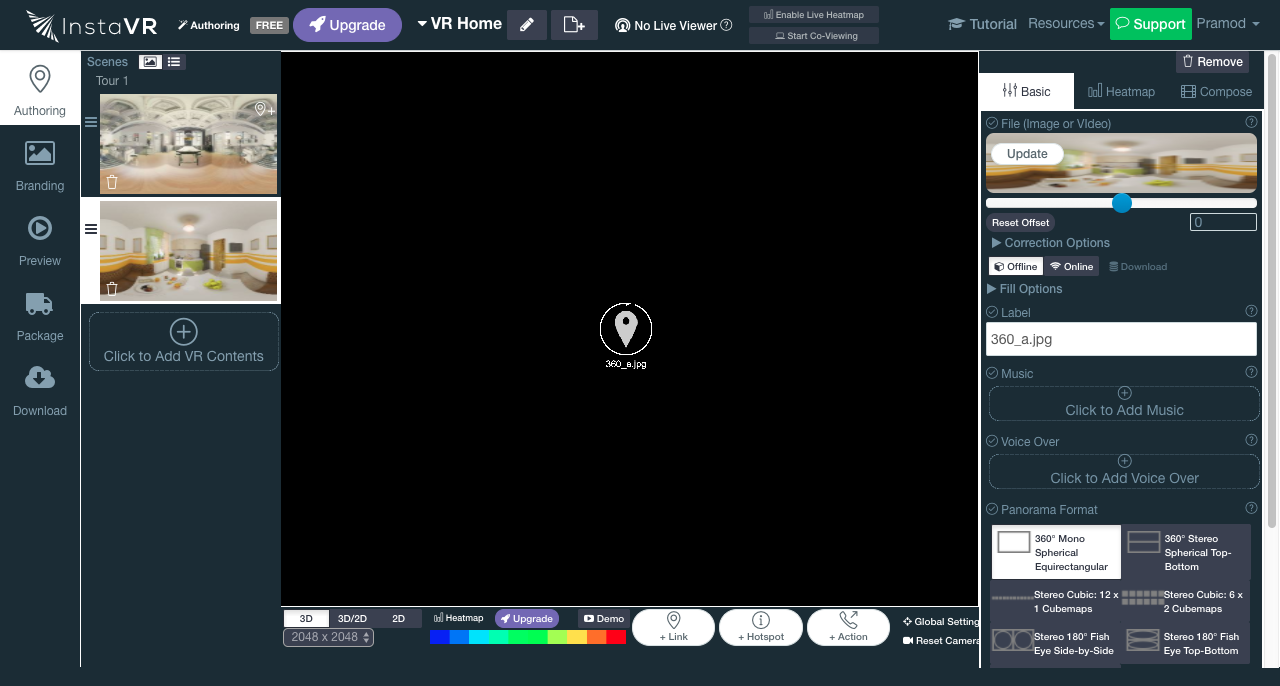 InstaVR
Authoring
FREE
Upgrade
VR Home
No Live Viewer
Enable Live Heatmap
Start Co-Viewing
Tutorial
Resources
Support
Pramod
Authoring
Branding
Preview
Package
Download
Scenes
Tour 1
Click to Add VR Contents
360_a.jpg
3D
3D/2D
2D
Heatmap
Upgrade
Demo
2048 x 2048
+ Link
+ Hotspot
+ Action
Global Setting
Reset Camera
Remove
Basic
Heatmap
Compose
File (Image or VIdeo)
Update
Reset Offset
0
Correction Options
Offline
Online
Download
Fill Options
Label
360_a.jpg
Music
Click to Add Music
Voice Over
Click to Add Voice Over
Panorama Format
360° Mono
Spherical
Equirectangular
360° Stereo
Spherical Top-
Bottom
Stereo Cubic: 12 x
1 Cubemaps
Stereo Cubic: 6 x
2 Cubemaps
Stereo 180° Fish
Eye Side-by-Side
Stereo 180° Fish
Eye Top-Bottom